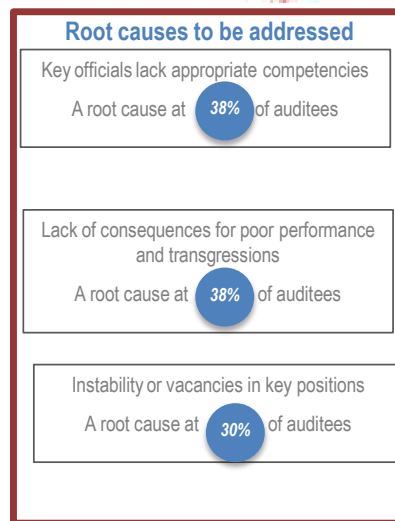 Root causes to be addressed
Key officials lack appropriate competencies
A root cause at 38% of auditees
Lack of consequences for poor performance
and transgressions
A root cause at 38% of auditees
Instability or vacancies in key positions
A root cause at 30% of auditees